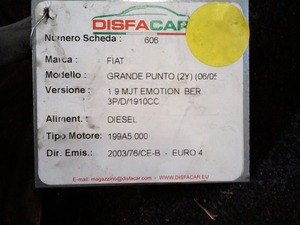 DISFACAR
Numero Scheda : 606
Marca : FIAT
Modello : GRANDE PUNTO (2Y) (06/05
Versione : 1.9 MJT EMOTION BER
3P/D/1910CC
Aliment. : DIESEL
Tipo Motore: 199A5.000
Dir. Emis.: 2003/76/CE-B - EURO 4
E-mail: magazzino@disfacar.com - WWW.DISFACAR.EU